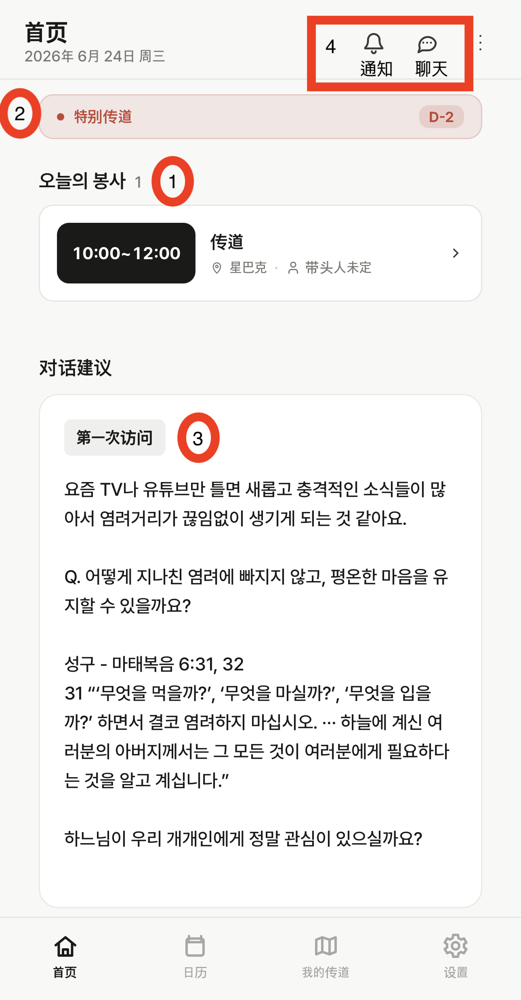 首页
2026年 6月 24日 周三
4
通知
聊天
2
特别传道
D-2
오늘의 봉사 1
1
10:00~12:00
传道
星巴克 · 带头人未定
对话建议
第一次访问
3
요즘 TV나 유튜브만 틀면 새롭고 충격적인 소식들이 많
아서 염려거리가 끊임없이 생기게 되는 것 같아요.
Q. 어떻게 지나친 염려에 빠지지 않고, 평온한 마음을 유
지할 수 있을까요?
성구 - 마태복음 6:31, 32
31 “‘무엇을 먹을까?’, ‘무엇을 마실까?’, ‘무엇을 입을
까?’ 하면서 결코 염려하지 마십시오. ··· 하늘에 계신 여
러분의 아버지께서는 그 모든 것이 여러분에게 필요하다
는 것을 알고 계십니다.”
하느님이 우리 개개인에게 정말 관심이 있으실까요?
首页
日历
我的传道
设置